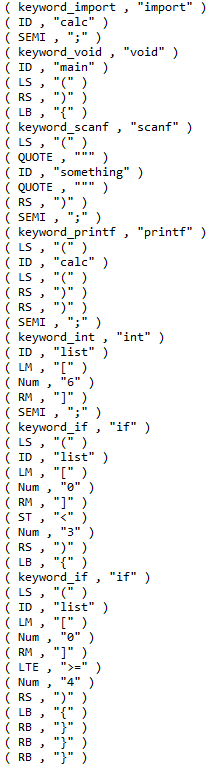 ( keyword_import , "import" )
( ID , "calc" )
( SEMI , ";" )
( keyword_void , "void" )
( ID , "main" )
( LS , "(" )
( RS , ")" )
( LB , "{" )
( keyword_scanf , "scanf" )
( LS , "(" )
( QUOTE , """ )
( ID , "something" )
( QUOTE , """ )
( RS , ")" )
( SEMI , ";" )
( keyword_printf , "printf" )
( LS , "(" )
( ID , "calc" )
( LS , "(" )
( RS , ")" )
( RS , ")" )
( SEMI , ";" )
( keyword_int , "int" )
( ID , "list" )
( LM , "[" )
( Num , "6" )
( RM , "]" )
( SEMI , ";" )
( keyword_if , "if" )
( LS , "(" )
( ID , "list" )
( LM , "[" )
( Num , "0" )
( RM , "]" )
( ST , "<" )
( Num , "3" )
( RS , ")" )
( LB , "{" )
( keyword_if , "if" )
( LS , "(" )
( ID , "list" )
( LM , "[" )
( Num , "0" )
( RM , "]" )
( LTE , ">=" )
( Num , "4" )
( RS , ")" )
( LB , "{" )
( RB , "}" )
( RB , "}" )
( RB , "}" )